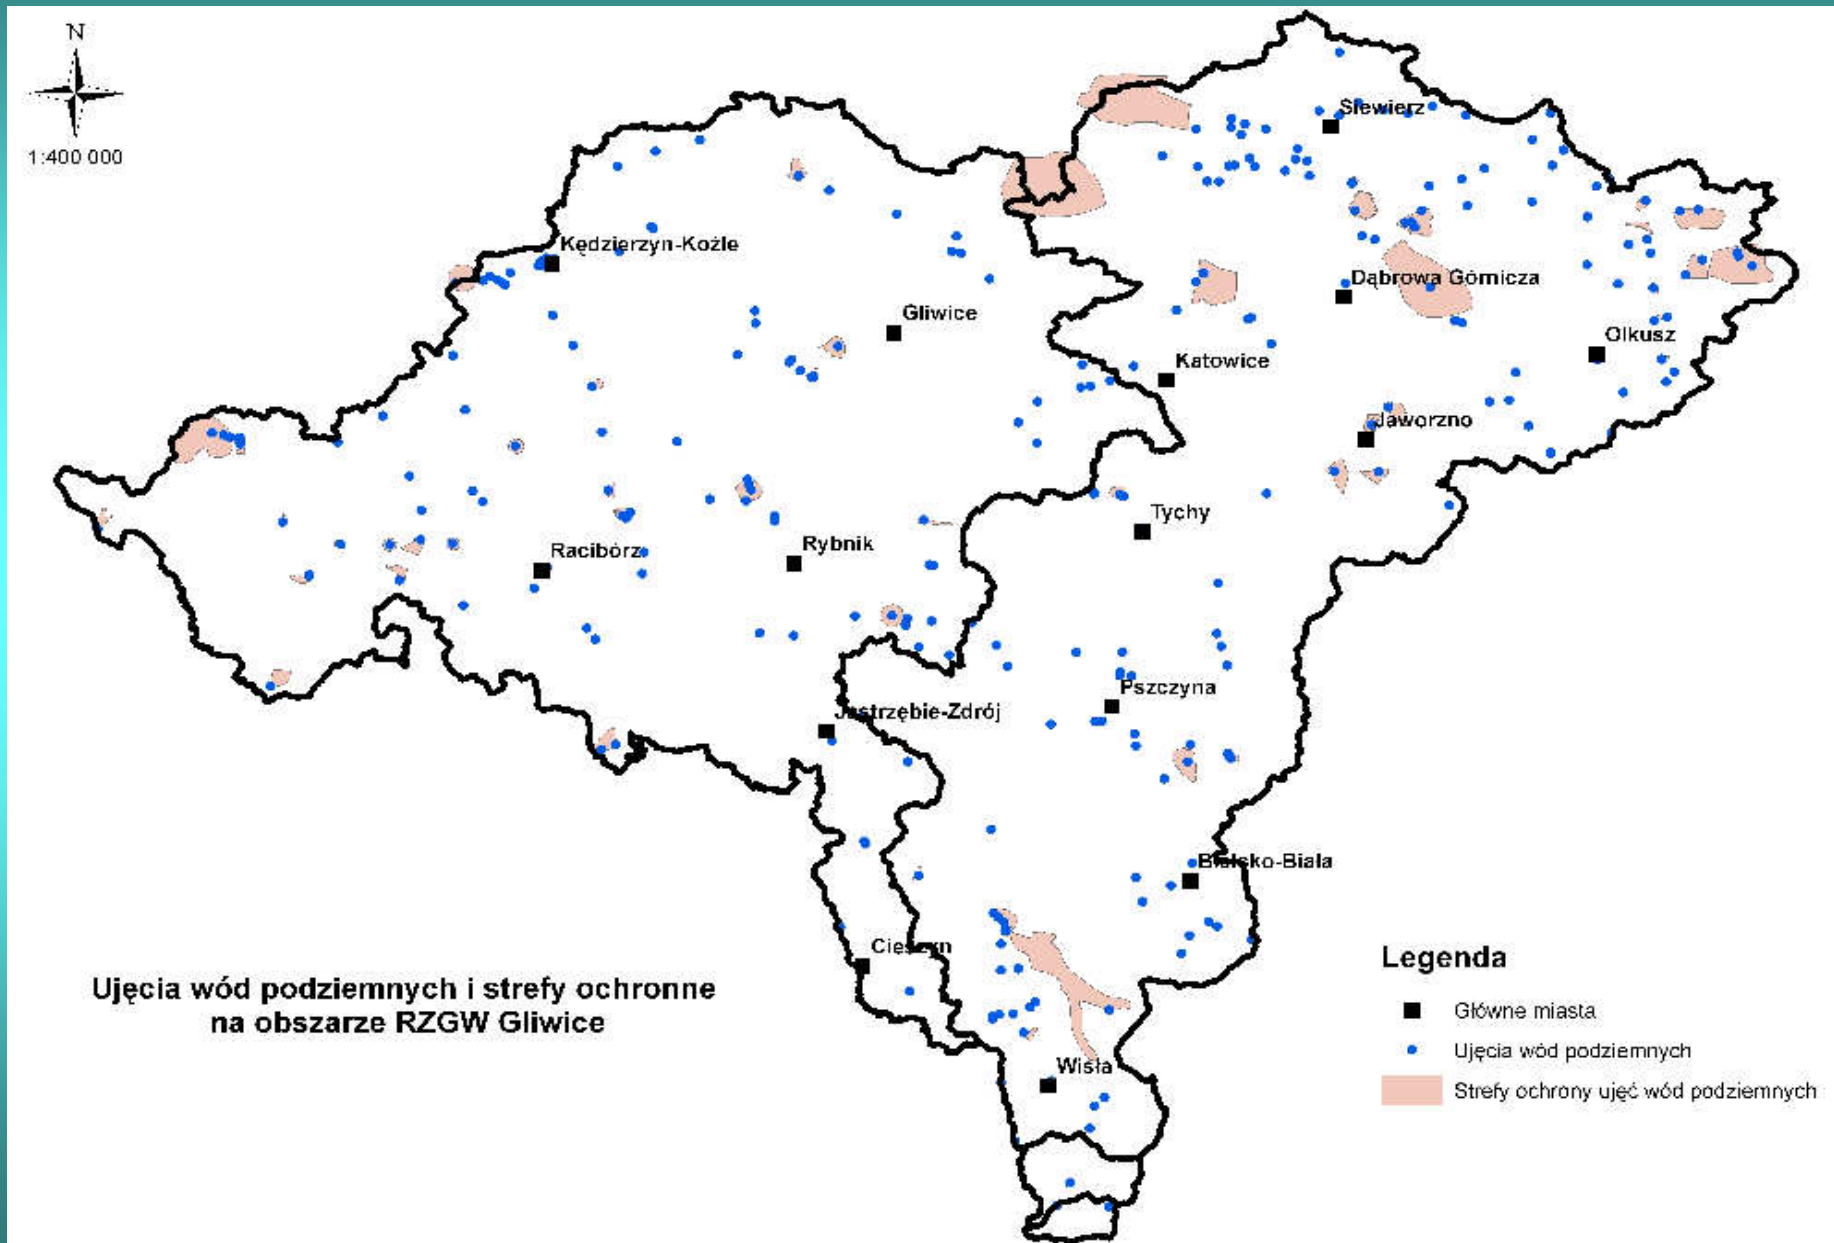 N
1:400 000
Siewierz
Kędzierzyn-Koźle
Dąbrowa Górnicza
Gliwice
Olkusz
Katowice
Jaworzno
Tychy
Racibórz
Rybnik
Pszczyna
Jastrzębie-Zdrój
Bielsko-Biała
Cieszyn
Wisła
Ujęcia wód podziemnych i strefy ochronne
na obszarze RZGW Gliwice
Legenda
Główne miasta
Ujęcia wód podziemnych
Strefy ochrony ujęć wód podziemnych